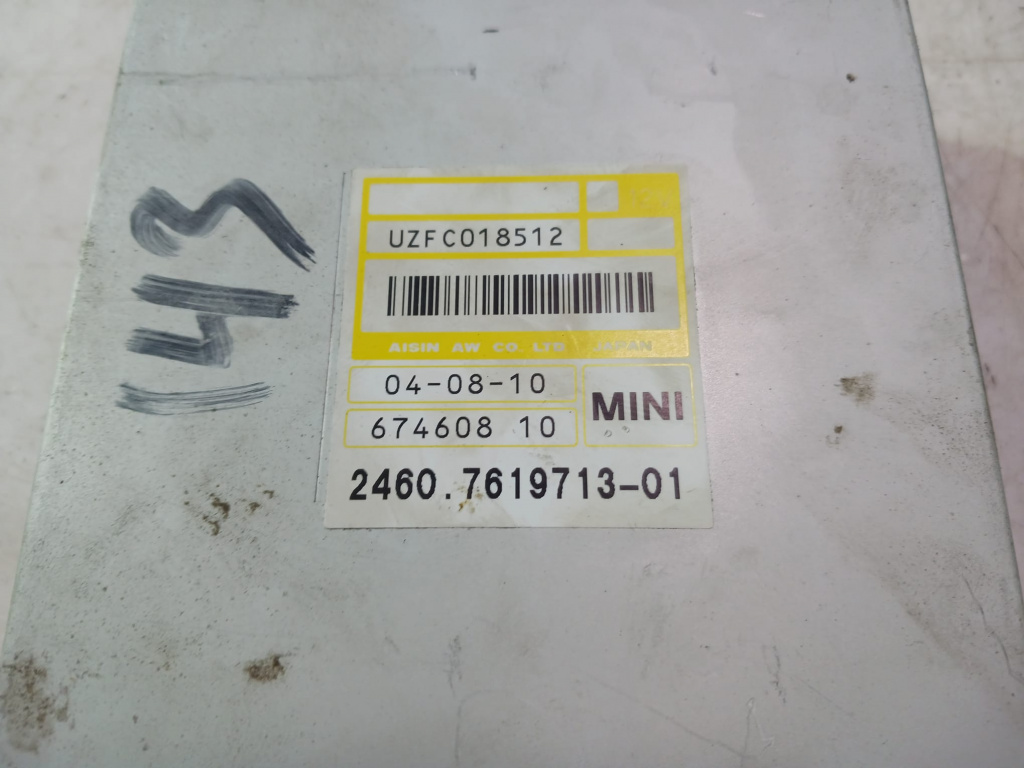 143
UZFC018512
AISIN AW CO. LTD JAPAN
04-08-10
MINI
674608 10
2460.7619713-01